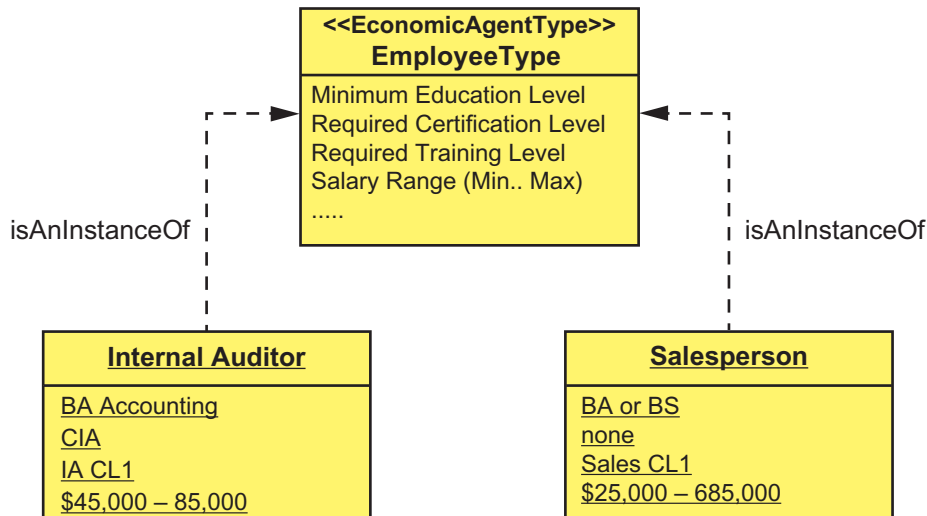 <<EconomicAgentType>>
EmployeeType
Minimum Education Level
Required Certification Level
Required Training Level
Salary Range (Min.. Max)
.....
isAnInstanceOf
isAnInstanceOf
Internal Auditor
BA Accounting
CIA
IA CL1
$45,000 – 85,000
Salesperson
BA or BS
none
Sales CL1
$25,000 – 685,000